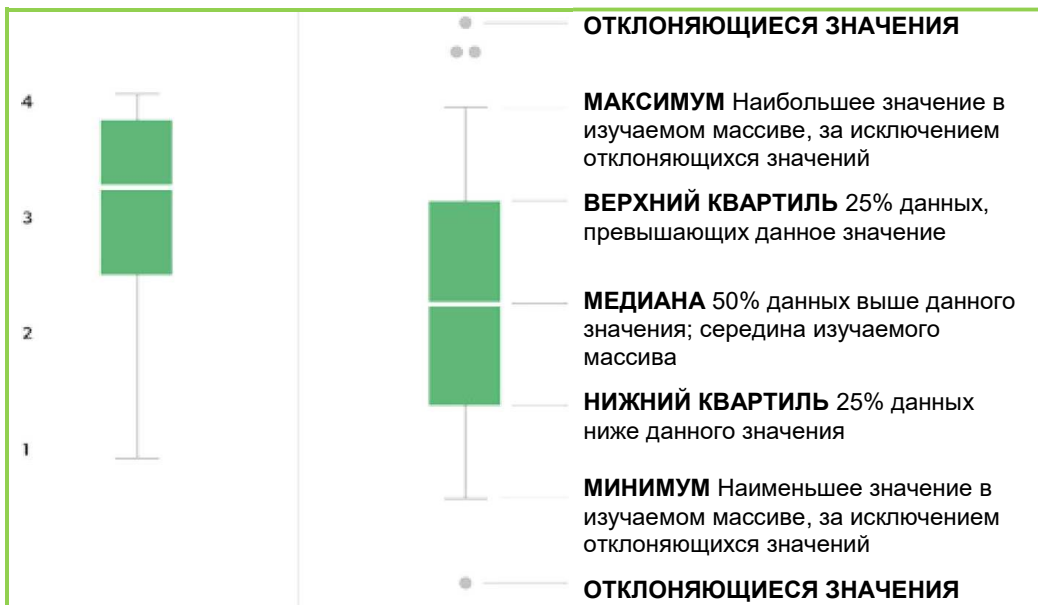 ОТКЛОНЯЮЩИЕСЯ ЗНАЧЕНИЯ
4
МАКСИМУМ Наибольшее значение в
изучаемом массиве, за исключением
отклоняющихся значений
3
ВЕРХНИЙ КВАРТИЛЬ 25% данных,
превышающих данное значение
МЕДИАНА 50% данных выше данного
значения; середина изучаемого
массива
2
НИЖНИЙ КВАРТИЛЬ 25% данных
ниже данного значения
1
МИНИМУМ Наименьшее значение в
изучаемом массиве, за исключением
отклоняющихся значений
ОТКЛОНЯЮЩИЕСЯ ЗНАЧЕНИЯ